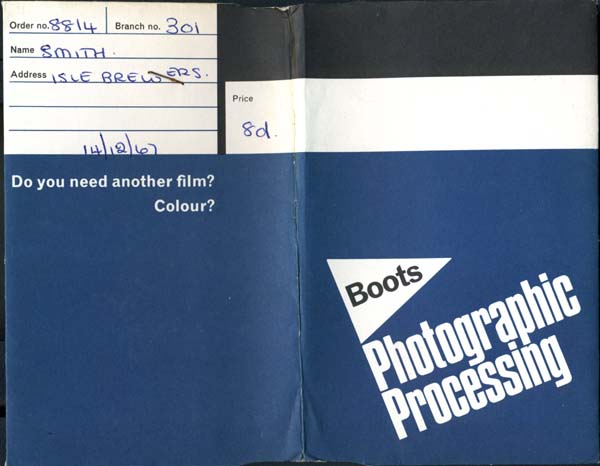 Order no. 8814 Branch no. 301
Name SMITH.
Address ISLE BREWERS.
14/12/67
Price
8d.
Do you need another film?
Colour?
Boots
Photographic
Processing